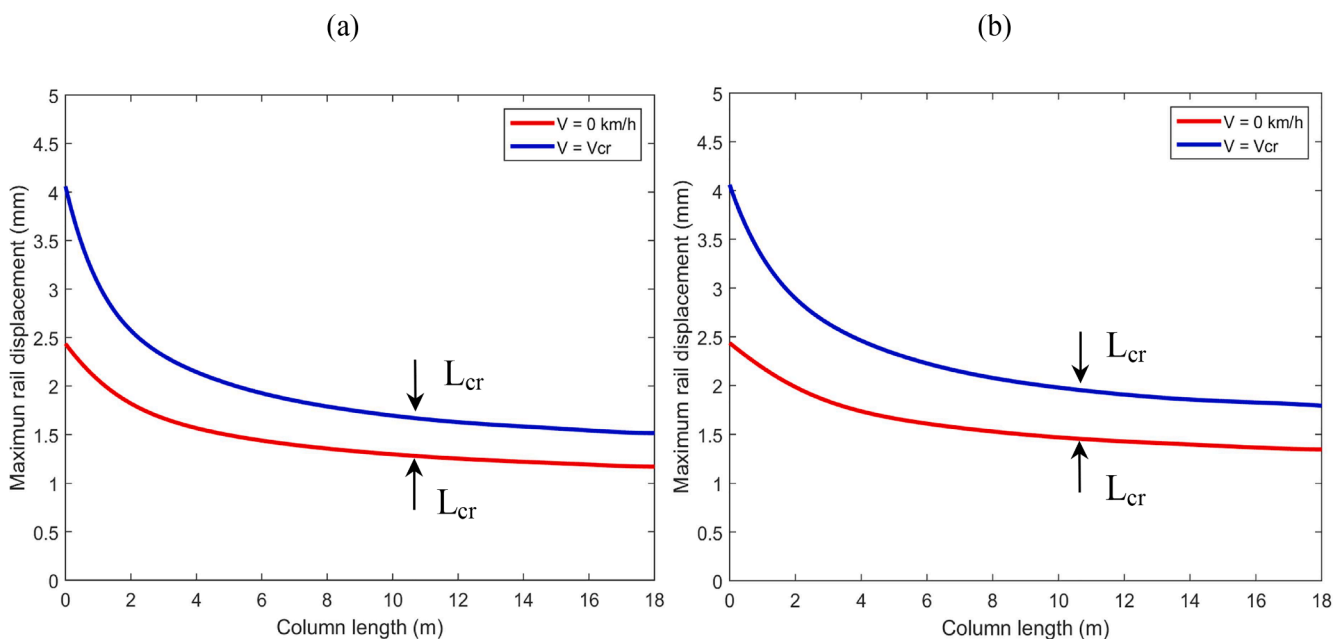 (a)
5
4.5
4
3.5
3
2.5
2
1.5
1
0.5
0
Maximun rail displacement (mm)
V = 0 km/h
V = Vcr
Lcr
Lcr
0 2 4 6 8 10 12 14 16 18
Column length (m)
(b)
5
4.5
4
3.5
3
2.5
2
1.5
1
0.5
0
Maximum rail displacement (mm)
V = 0 km/h
V = Vcr
Lcr
Lcr
0 2 4 6 8 10 12 14 16 18
Column length (m)